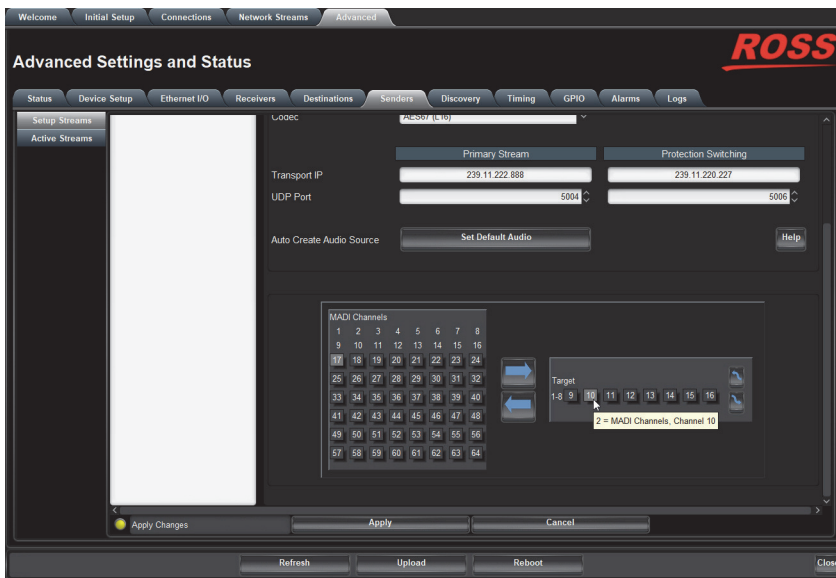 Welcome Initial Setup Connections Network Streams Advanced
Advanced Settings and Status
ROSS
Status Device Setup Ethernet I/O Receivers Destinations Senders Discovery Timing GPIO Alarms Logs
Setup Streams
Active Streams
Codec AES67 (L16)
Primary Stream Protection Switching
Transport IP 239.11.222.888 239.11.220.227
UDP Port 5004 5006
Auto Create Audio Source Set Default Audio Help
MADI Channels
1 2 3 4 5 6 7 8
9 10 11 12 13 14 15 16
17 18 19 20 21 22 23 24
25 26 27 28 29 30 31 32
33 34 35 36 37 38 39 40
41 42 43 44 45 46 47 48
49 50 51 52 53 54 55 56
57 58 59 60 61 62 63 64
Target
1-8 9 10 11 12 13 14 15 16
2 = MADI Channels, Channel 10
Apply Changes Apply Cancel
Refresh Upload Reboot Close